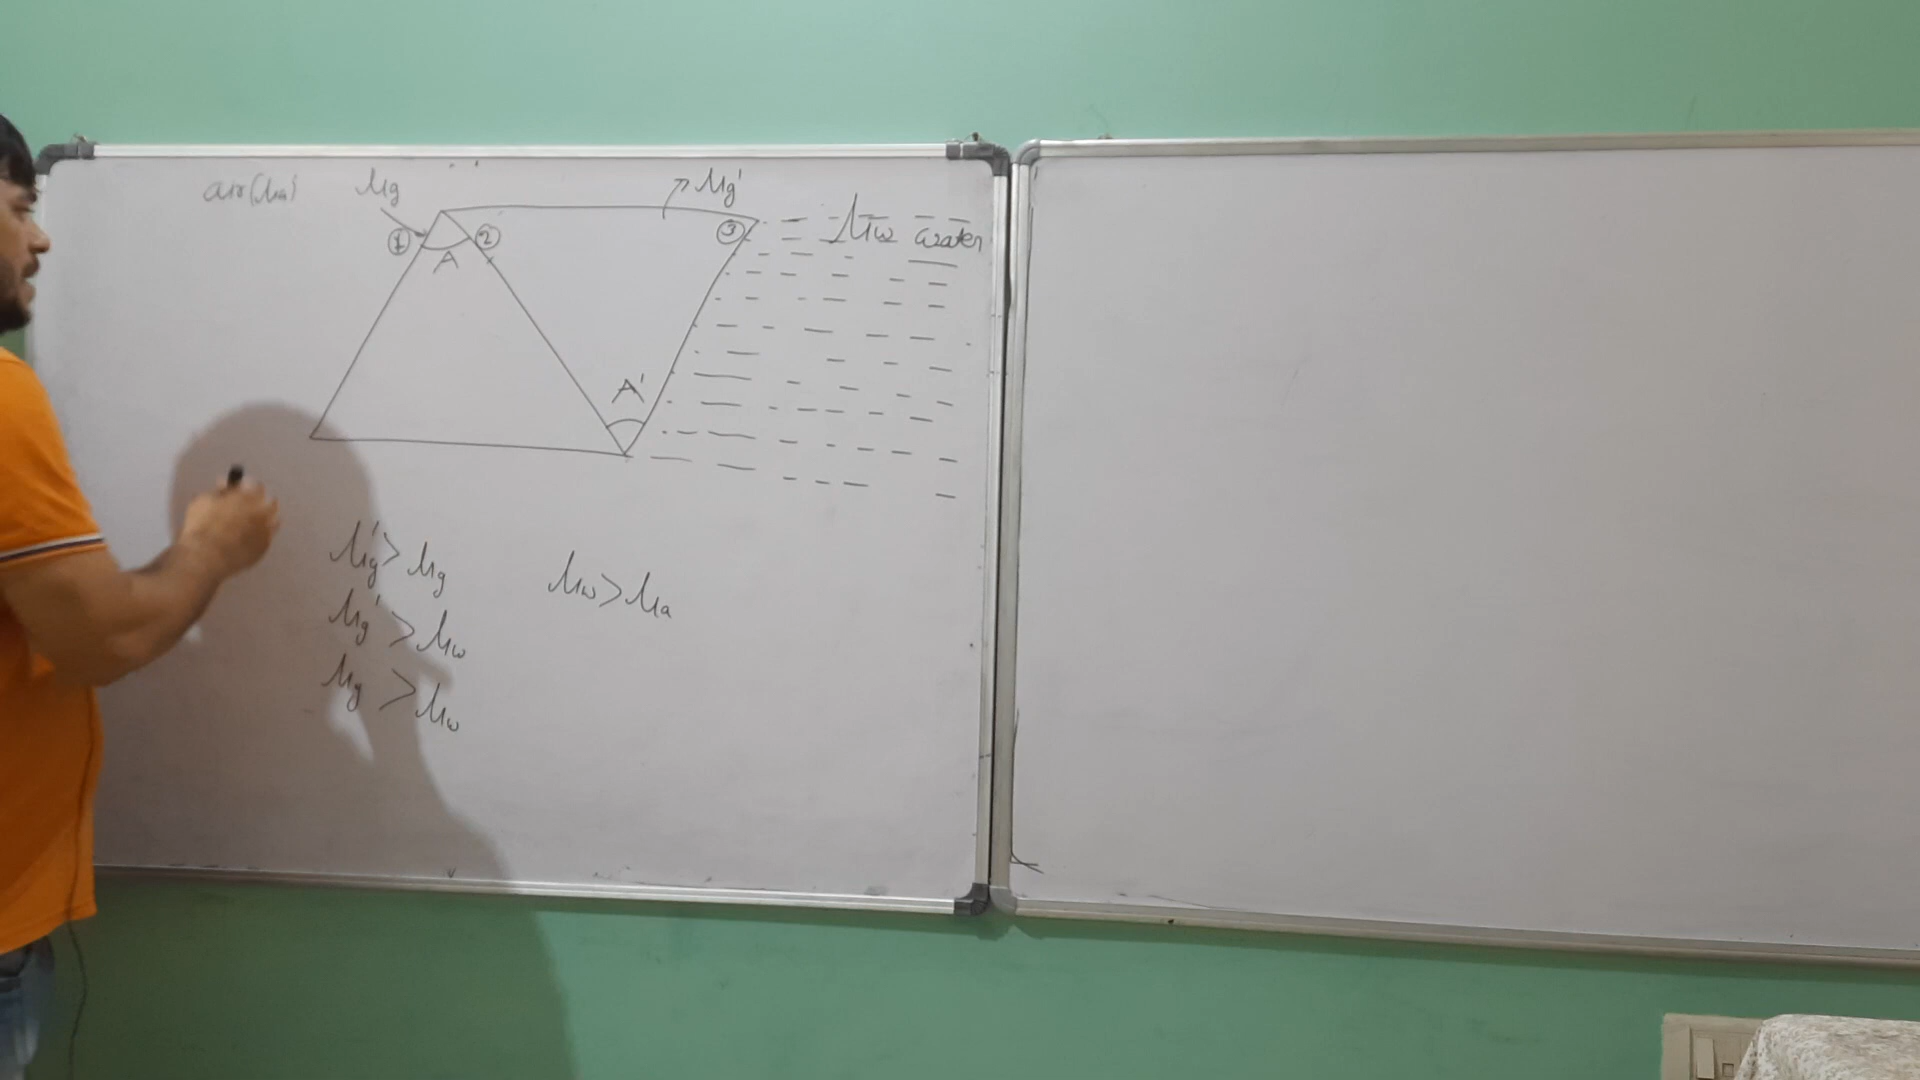 air(μa) μg μg'
① ② ③ μw water
A
A'
μg' > μg
μw > μa
μg' > μw
μg > μw